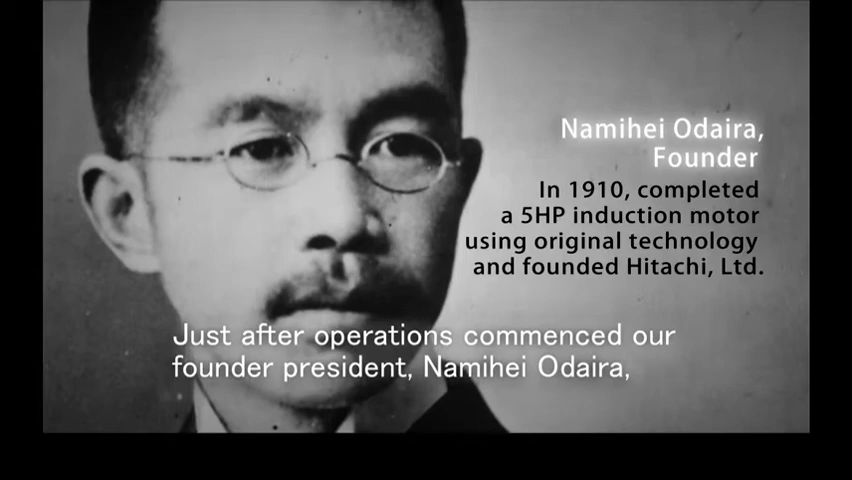 Namihei Odaira,
Founder
In 1910, completed
a 5HP induction motor
using original technology
and founded Hitachi, Ltd.
Just after operations commenced our
founder president, Namihei Odaira,